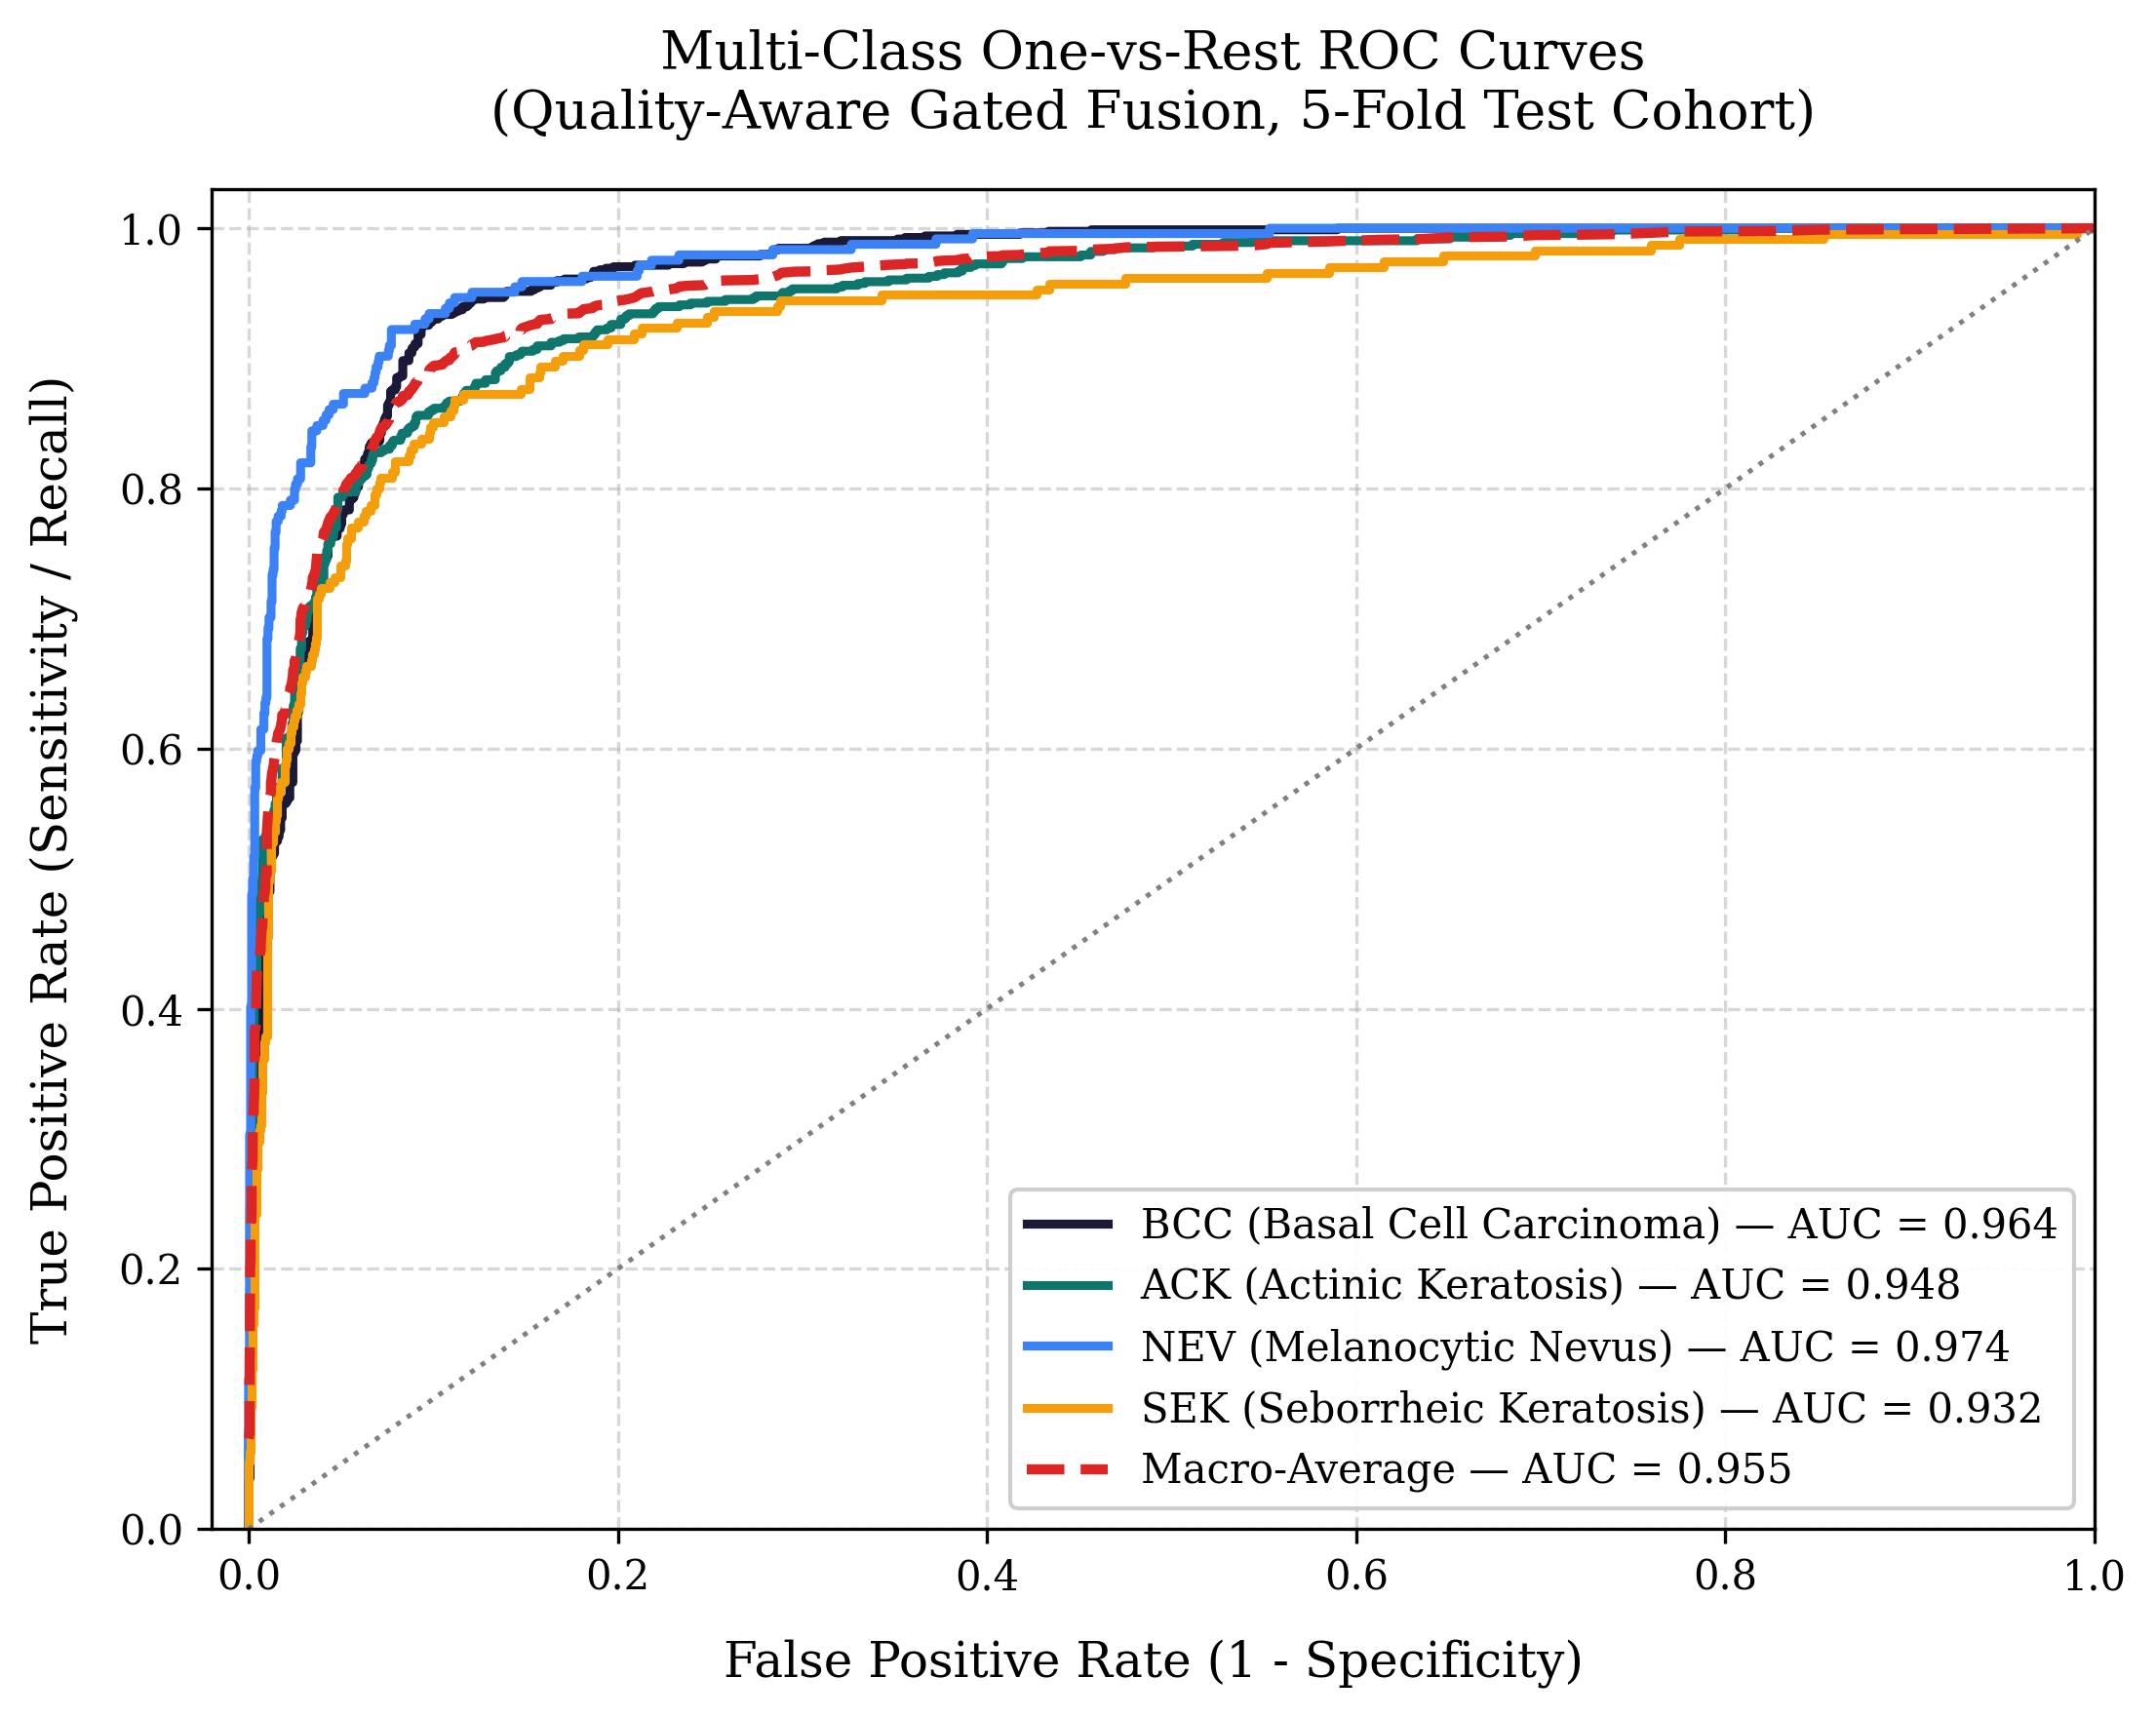 Multi-Class One-vs-Rest ROC Curves
(Quality-Aware Gated Fusion, 5-Fold Test Cohort)
True Positive Rate (Sensitivity / Recall)
1.0
0.8
0.6
0.4
0.2
0.0
BCC (Basal Cell Carcinoma) — AUC = 0.964
ACK (Actinic Keratosis) — AUC = 0.948
NEV (Melanocytic Nevus) — AUC = 0.974
SEK (Seborrheic Keratosis) — AUC = 0.932
Macro-Average — AUC = 0.955
0.0 0.2 0.4 0.6 0.8 1.0
False Positive Rate (1 - Specificity)